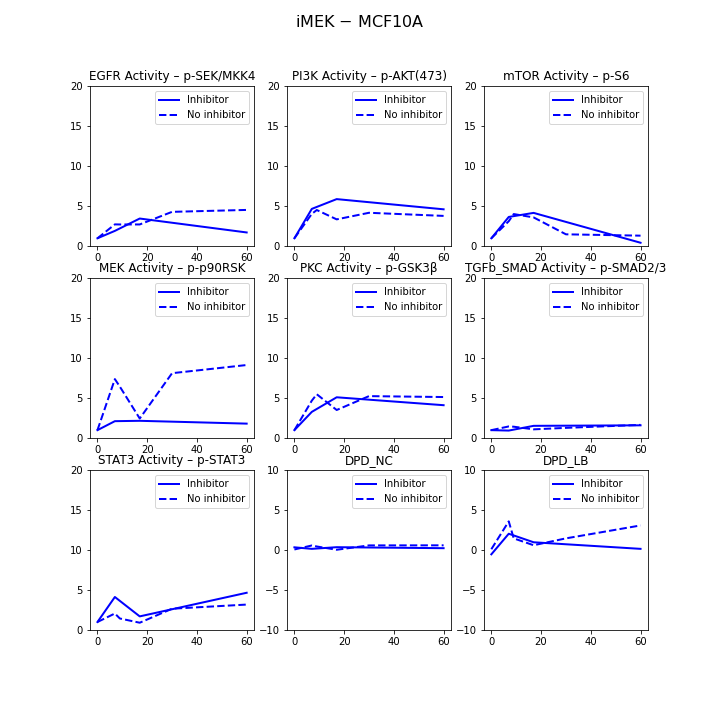 iMEK − MCF10A
EGFR Activity – p-SEK/MKK4
PI3K Activity – p-AKT(473)
mTOR Activity – p-S6
20
15
10
5
0
Inhibitor
No inhibitor
0 20 40 60
20
15
10
5
0
Inhibitor
No inhibitor
0 20 40 60
20
15
10
5
0
Inhibitor
No inhibitor
0 20 40 60
MEK Activity – p-p90RSK
PKC Activity – p-GSK3β
TGFb_SMAD Activity – p-SMAD2/3
20
15
10
5
0
Inhibitor
No inhibitor
0 20 40 60
20
15
10
5
0
Inhibitor
No inhibitor
0 20 40 60
20
15
10
5
0
Inhibitor
No inhibitor
0 20 40 60
STAT3 Activity – p-STAT3
DPD_NC
DPD_LB
20
15
10
5
0
Inhibitor
No inhibitor
0 20 40 60
10
5
0
−5
−10
Inhibitor
No inhibitor
0 20 40 60
10
5
0
−5
−10
Inhibitor
No inhibitor
0 20 40 60